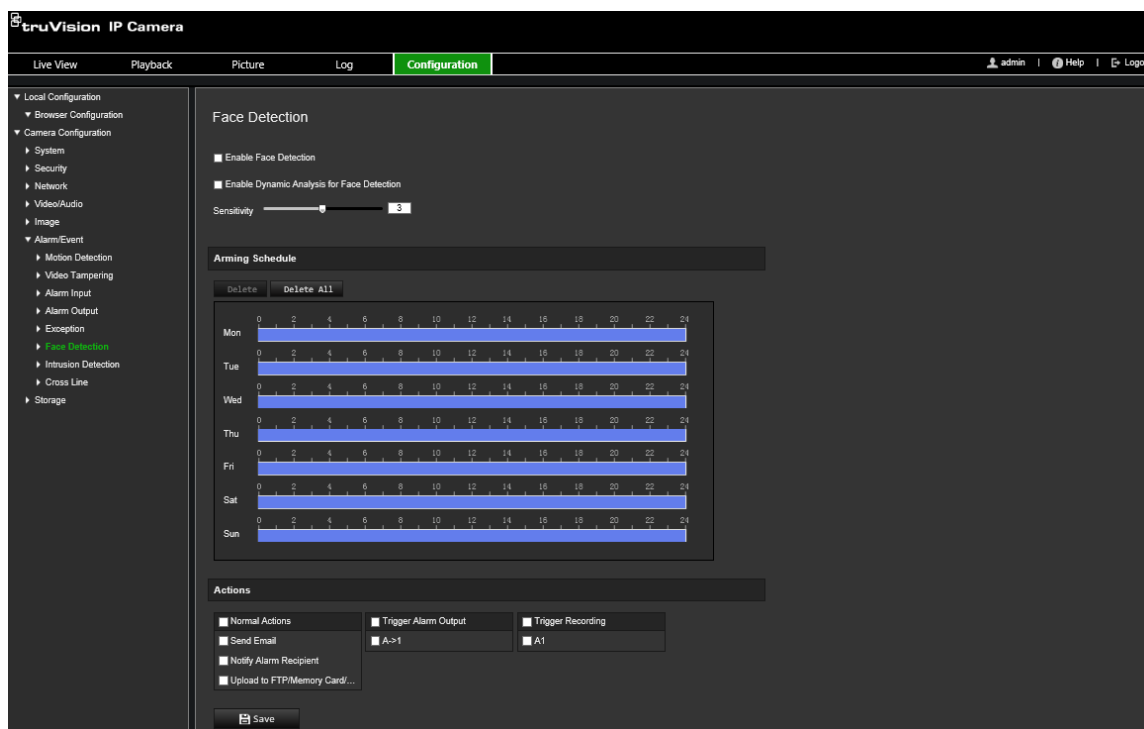 truVision IP Camera
Live View Playback Picture Log Configuration admin | Help | Logo
Local Configuration
Browser Configuration
Camera Configuration
System
Security
Network
Video/Audio
Image
Alarm/Event
Motion Detection
Video Tampering
Alarm Input
Alarm Output
Exception
Face Detection
Intrusion Detection
Cross Line
Storage
Face Detection
Enable Face Detection
Enable Dynamic Analysis for Face Detection
Sensitivity 3
Arming Schedule
Delete Delete All
0 2 4 6 8 10 12 14 16 18 20 22 24
Mon
0 2 4 6 8 10 12 14 16 18 20 22 24
Tue
0 2 4 6 8 10 12 14 16 18 20 22 24
Wed
0 2 4 6 8 10 12 14 16 18 20 22 24
Thu
0 2 4 6 8 10 12 14 16 18 20 22 24
Fri
0 2 4 6 8 10 12 14 16 18 20 22 24
Sat
0 2 4 6 8 10 12 14 16 18 20 22 24
Sun
Actions
Normal Actions Trigger Alarm Output Trigger Recording
Send Email A->1 A1
Notify Alarm Recipient
Upload to FTP/Memory Card/...
Save